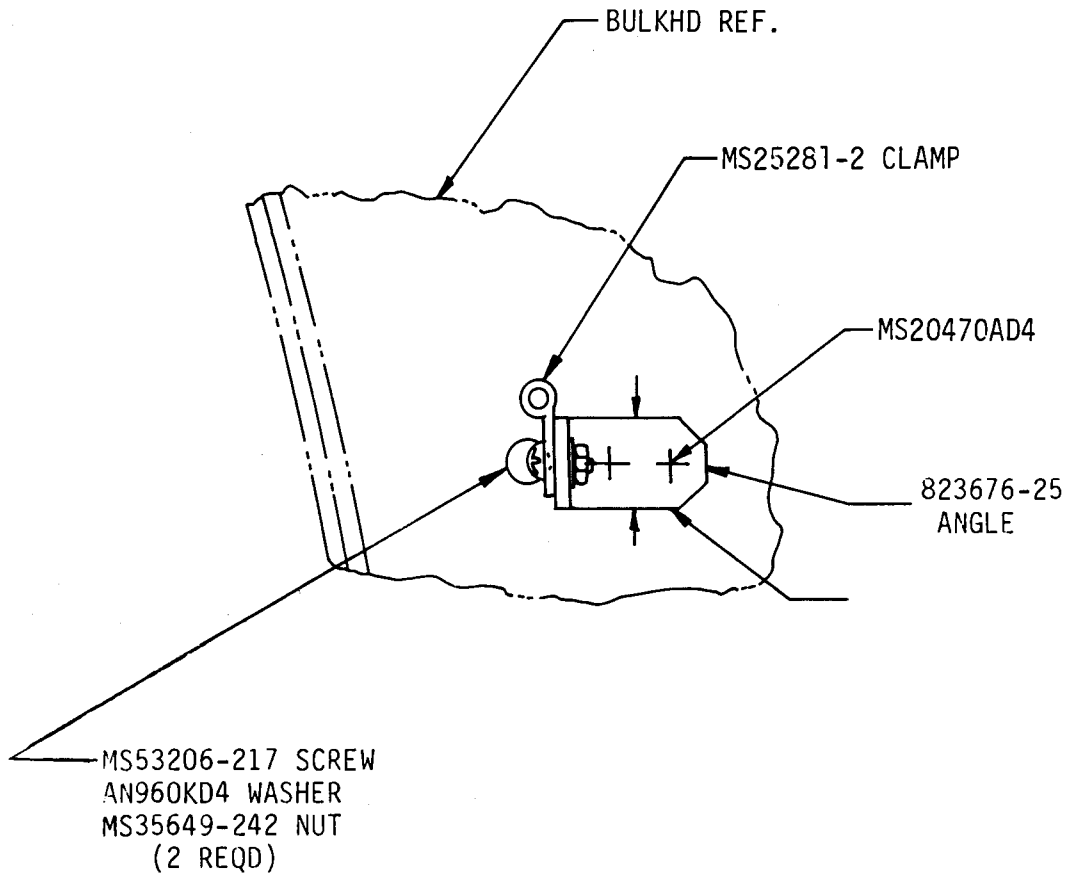 BULKHD REF.
MS25281-2 CLAMP
MS20470AD4
823676-25
ANGLE
MS53206-217 SCREW
AN960KD4 WASHER
MS35649-242 NUT
(2 REQD)